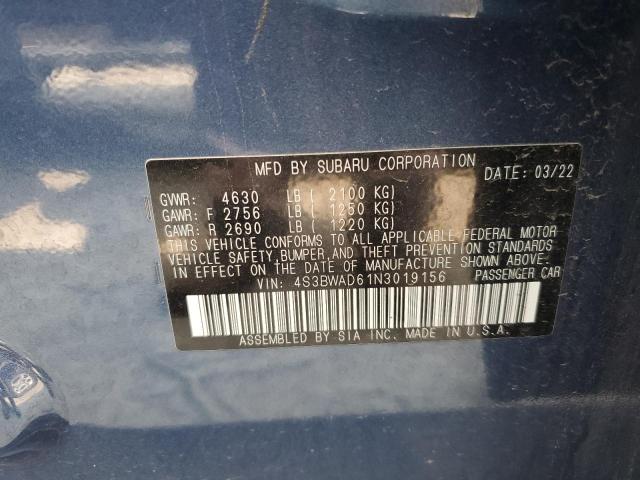 MFD BY SUBARU CORPORATION
DATE: 03/22
GVWR: 4630 LB ( 2100 KG)
GAWR: F 2756 LB ( 1250 KG)
GAWR: R 2690 LB ( 1220 KG)
THIS VEHICLE CONFORMS TO ALL APPLICABLE FEDERAL MOTOR
VEHICLE SAFETY,BUMPER,AND THEFT PREVENTION STANDARDS
IN EFFECT ON THE DATE OF MANUFACTURE SHOWN ABOVE.
VIN: 4S3BWAD61N3019156 PASSENGER CAR
ASSEMBLED BY SIA INC. MADE IN U.S.A.